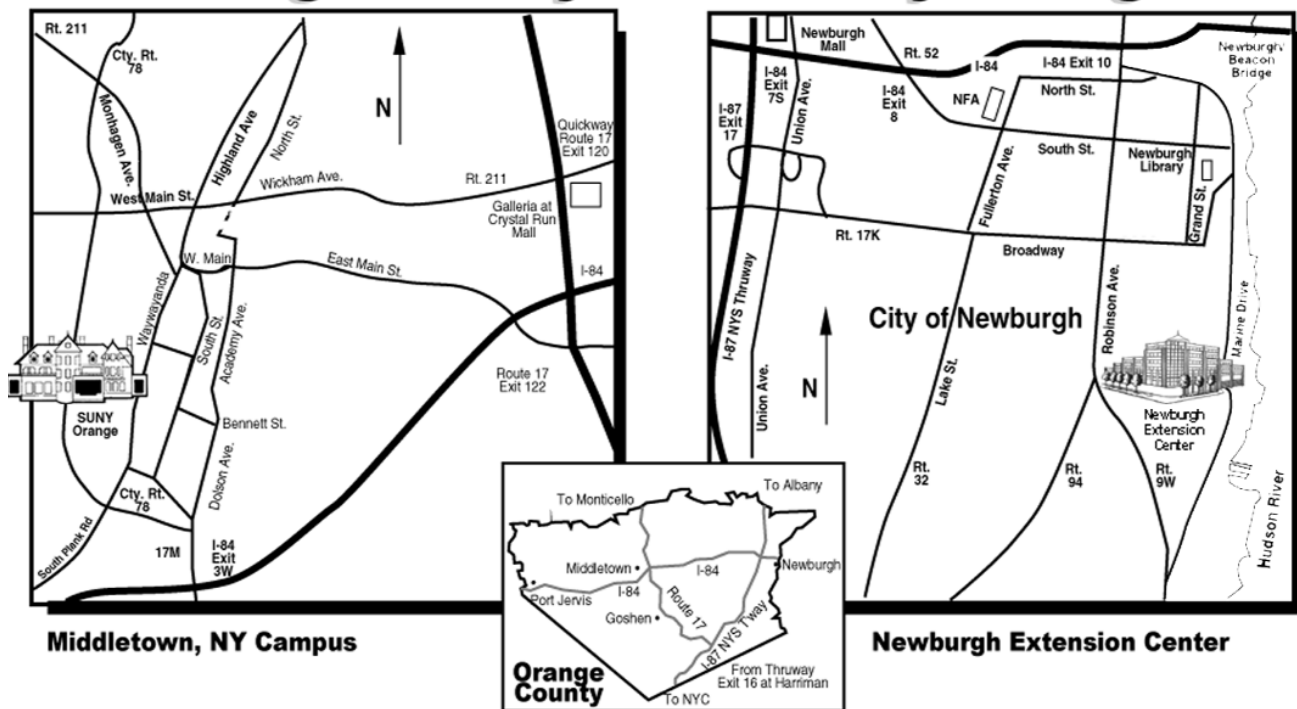 Rt. 211
Cty. Rt.
78
Monhagen Ave.
Highland Ave
North St.
N
Quickway
Route 17
Exit 120
West Main St.
Wickham Ave.
Rt. 211
Galleria at
Crystal Run
Mall
W. Main
East Main St.
I-84
Waywayanda
South St.
Academy Ave.
SUNY
Orange
Route 17
Exit 122
Bennett St.
Dolson Ave.
Cty. Rt.
78
South Plank Rd
17M
I-84
Exit
3W
Middletown, NY Campus
Newburgh
Mall
Rt. 52
I-84
I-84 Exit 10
Newburgh/
Beacon
Bridge
I-84
Exit
7S
Union Ave.
I-84
Exit
8
NFA
North St.
I-87
Exit
17
South St.
Newburgh
Library
Fullerton Ave.
Grand St.
Rt. 17K
Broadway
I-87 NYS Thruway
City of Newburgh
Robinson Ave.
Marine Drive
N
Union Ave.
Lake St.
Newburgh
Extension
Center
Rt.
32
Rt.
94
Rt.
9W
Hudson River
Newburgh Extension Center
To Monticello
To Albany
Middletown
I-84
Newburgh
Port Jervis
I-84
Route 17
Goshen
I-87 NYS T'way
Orange
County
From Thruway
Exit 16 at Harriman
To NYC